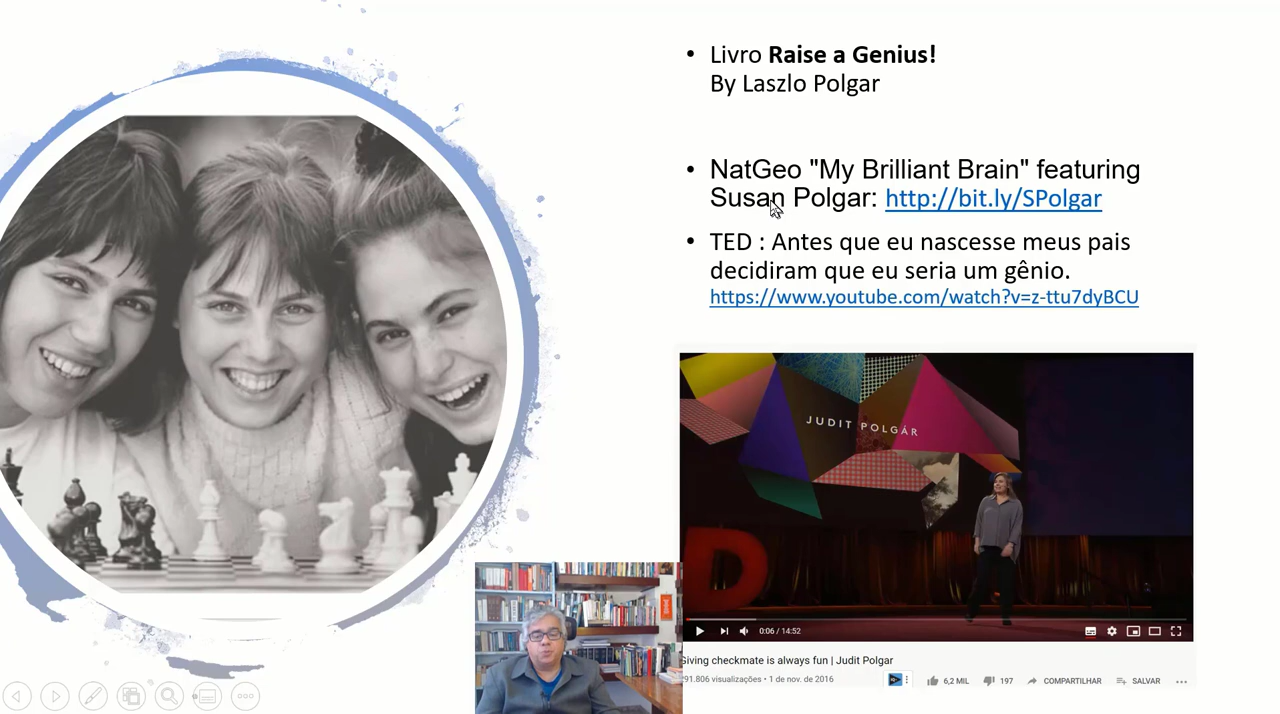 Livro Raise a Genius!
By Laszlo Polgar
NatGeo "My Brilliant Brain" featuring
Susan Polgar: http://bit.ly/SPolgar
TED : Antes que eu nascesse meus pais
decidiram que eu seria um gênio.
https://www.youtube.com/watch?v=z-ttu7dyBCU
JUDIT POLGÁR
D
0:06 / 14:52
Giving checkmate is always fun | Judit Polgar
91.806 visualizações • 1 de nov. de 2016
6,2 MIL
197
COMPARTILHAR
SALVAR